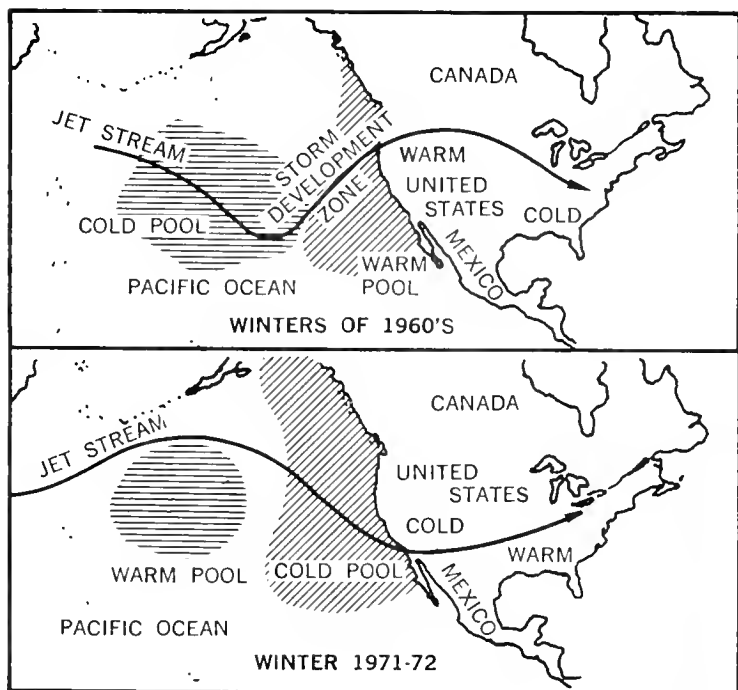 CANADA
JET STREAM
STORM
DEVELOPMENT
ZONE
WARM
UNITED
STATES
COLD
COLD POOL
MEXICO
WARM
POOL
PACIFIC OCEAN
WINTERS OF 1960'S
CANADA
JET STREAM
UNITED
STATES
COLD
WARM
WARM POOL
COLD POOL
MEXICO
PACIFIC OCEAN
WINTER 1971-72